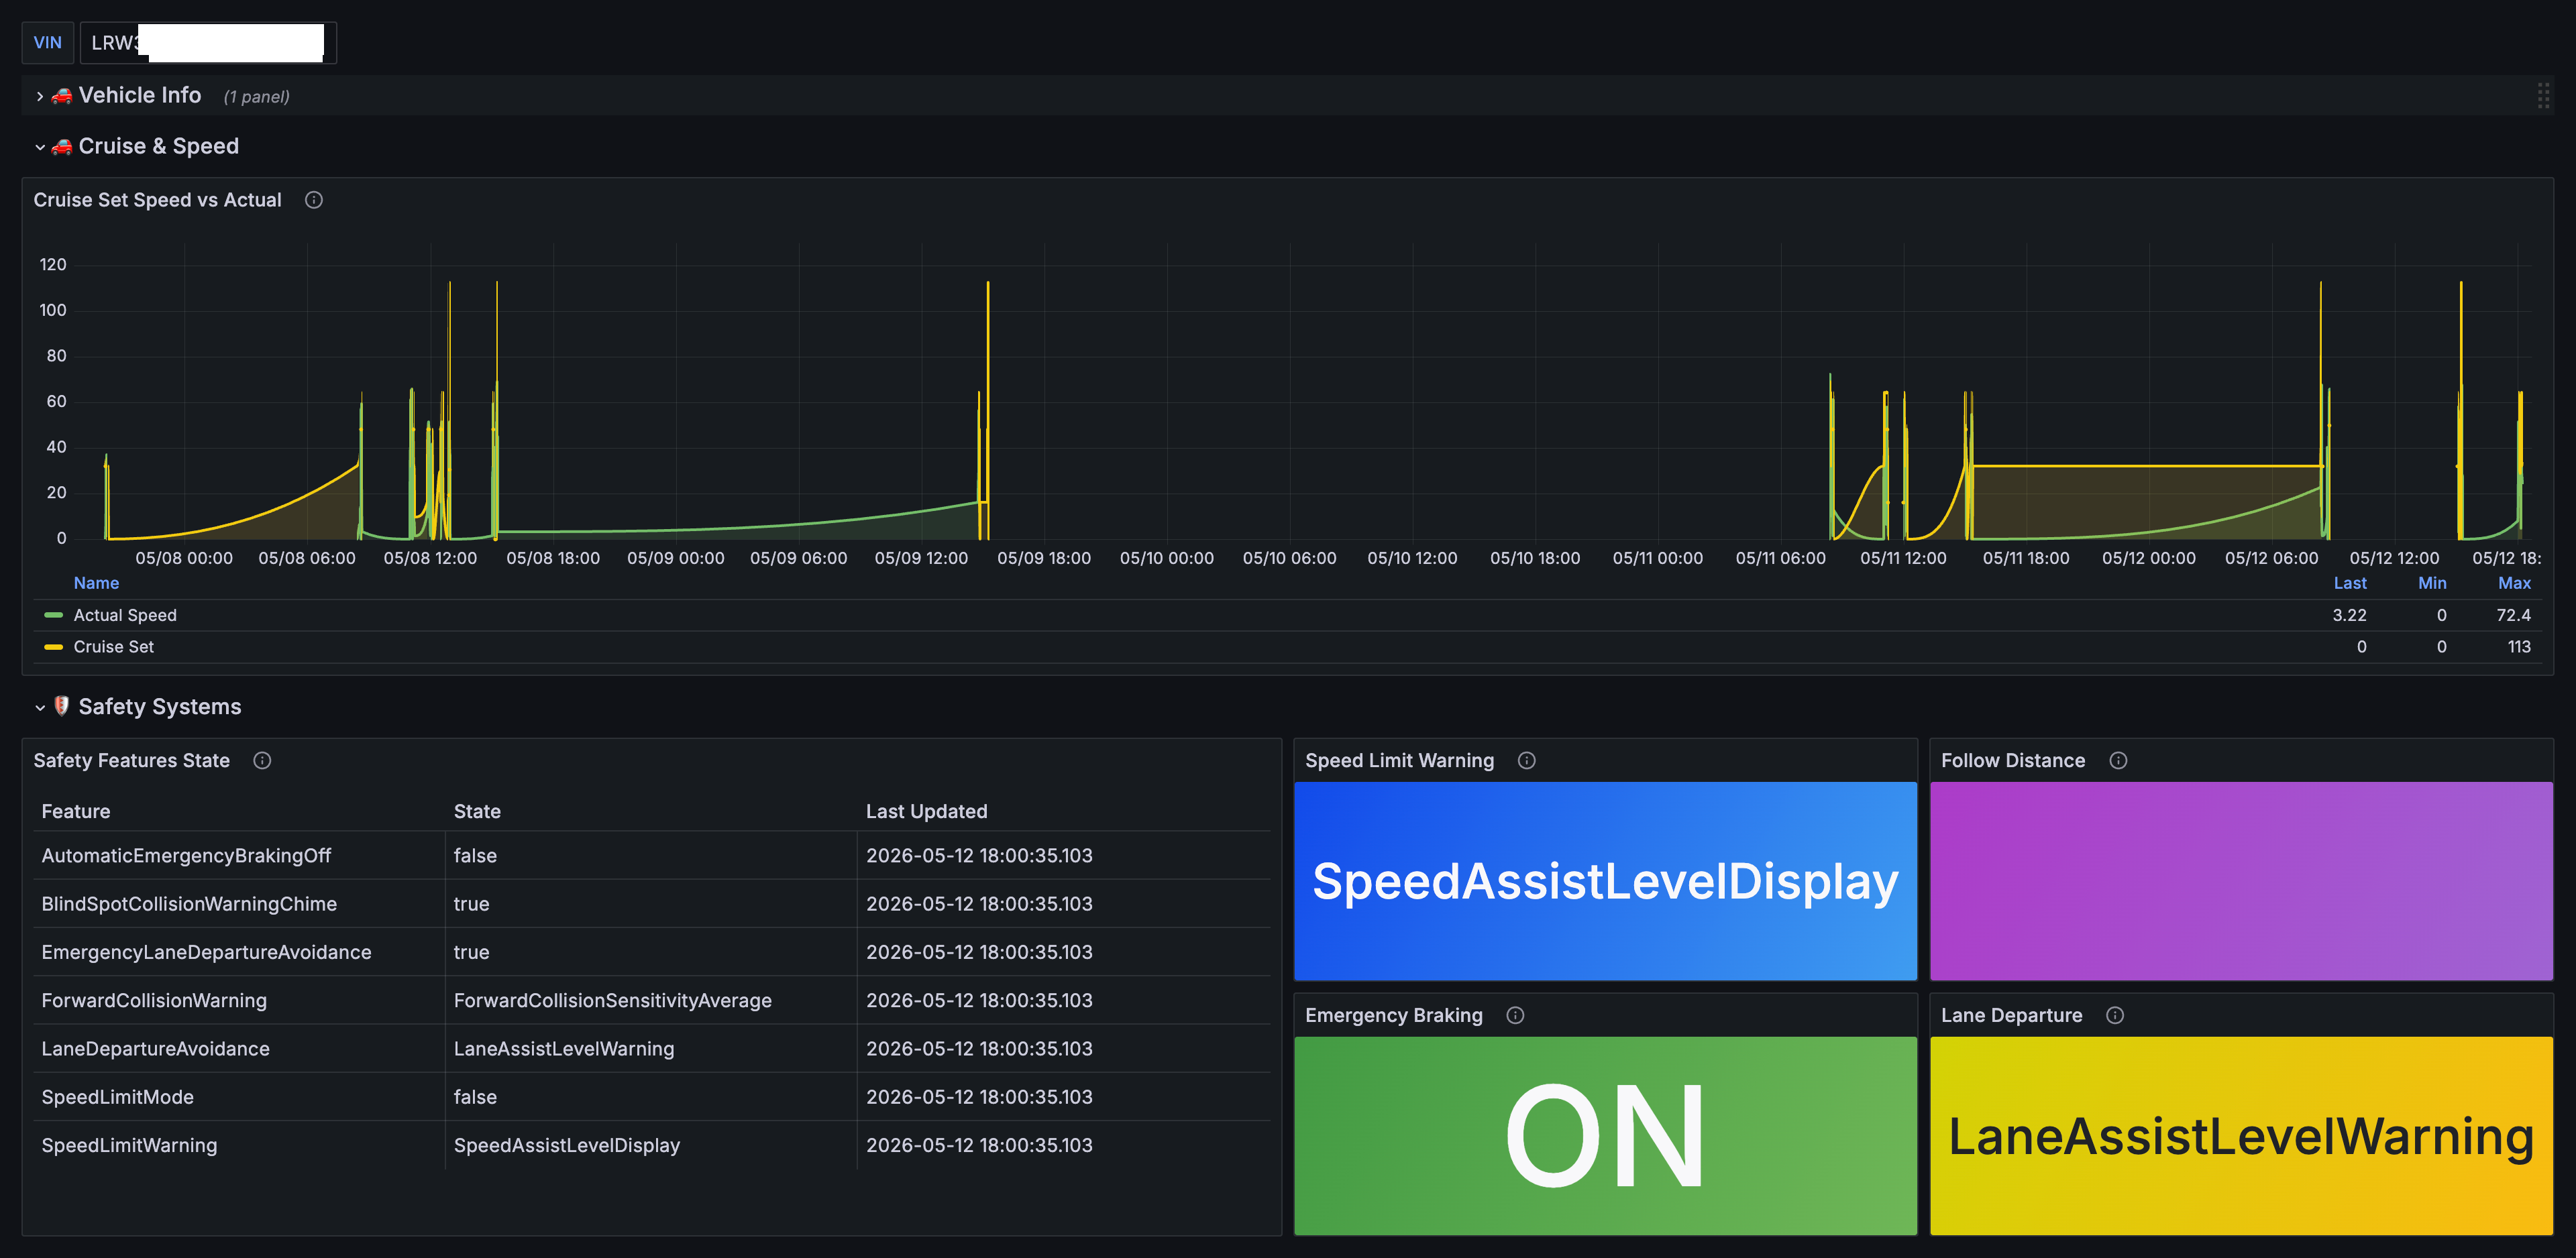 VIN LRW3
Vehicle Info (1 panel)
Cruise & Speed
Cruise Set Speed vs Actual
120
100
80
60
40
20
0
05/08 00:00 05/08 06:00 05/08 12:00 05/08 18:00 05/09 00:00 05/09 06:00 05/09 12:00 05/09 18:00 05/10 00:00 05/10 06:00 05/10 12:00 05/10 18:00 05/11 00:00 05/11 06:00 05/11 12:00 05/11 18:00 05/12 00:00 05/12 06:00 05/12 12:00 05/12 18:
Name Last Min Max
Actual Speed 3.22 0 72.4
Cruise Set 0 0 113
Safety Systems
Safety Features State
Feature State Last Updated
AutomaticEmergencyBrakingOff false 2026-05-12 18:00:35.103
BlindSpotCollisionWarningChime true 2026-05-12 18:00:35.103
EmergencyLaneDepartureAvoidance true 2026-05-12 18:00:35.103
ForwardCollisionWarning ForwardCollisionSensitivityAverage 2026-05-12 18:00:35.103
LaneDepartureAvoidance LaneAssistLevelWarning 2026-05-12 18:00:35.103
SpeedLimitMode false 2026-05-12 18:00:35.103
SpeedLimitWarning SpeedAssistLevelDisplay 2026-05-12 18:00:35.103
Speed Limit Warning
SpeedAssistLevelDisplay
Follow Distance
Emergency Braking
ON
Lane Departure
LaneAssistLevelWarning